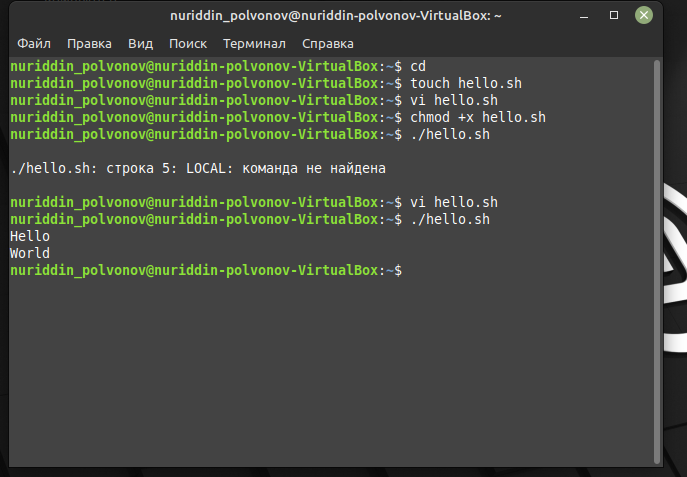 nuriddin_polvonov@nuriddin-polvonov-VirtualBox: ~
Файл Правка Вид Поиск Терминал Справка
nuriddin_polvonov@nuriddin-polvonov-VirtualBox:~$ cd
nuriddin_polvonov@nuriddin-polvonov-VirtualBox:~$ touch hello.sh
nuriddin_polvonov@nuriddin-polvonov-VirtualBox:~$ vi hello.sh
nuriddin_polvonov@nuriddin-polvonov-VirtualBox:~$ chmod +x hello.sh
nuriddin_polvonov@nuriddin-polvonov-VirtualBox:~$ ./hello.sh
./hello.sh: строка 5: LOCAL: команда не найдена
nuriddin_polvonov@nuriddin-polvonov-VirtualBox:~$ vi hello.sh
nuriddin_polvonov@nuriddin-polvonov-VirtualBox:~$ ./hello.sh
Hello
World
nuriddin_polvonov@nuriddin-polvonov-VirtualBox:~$